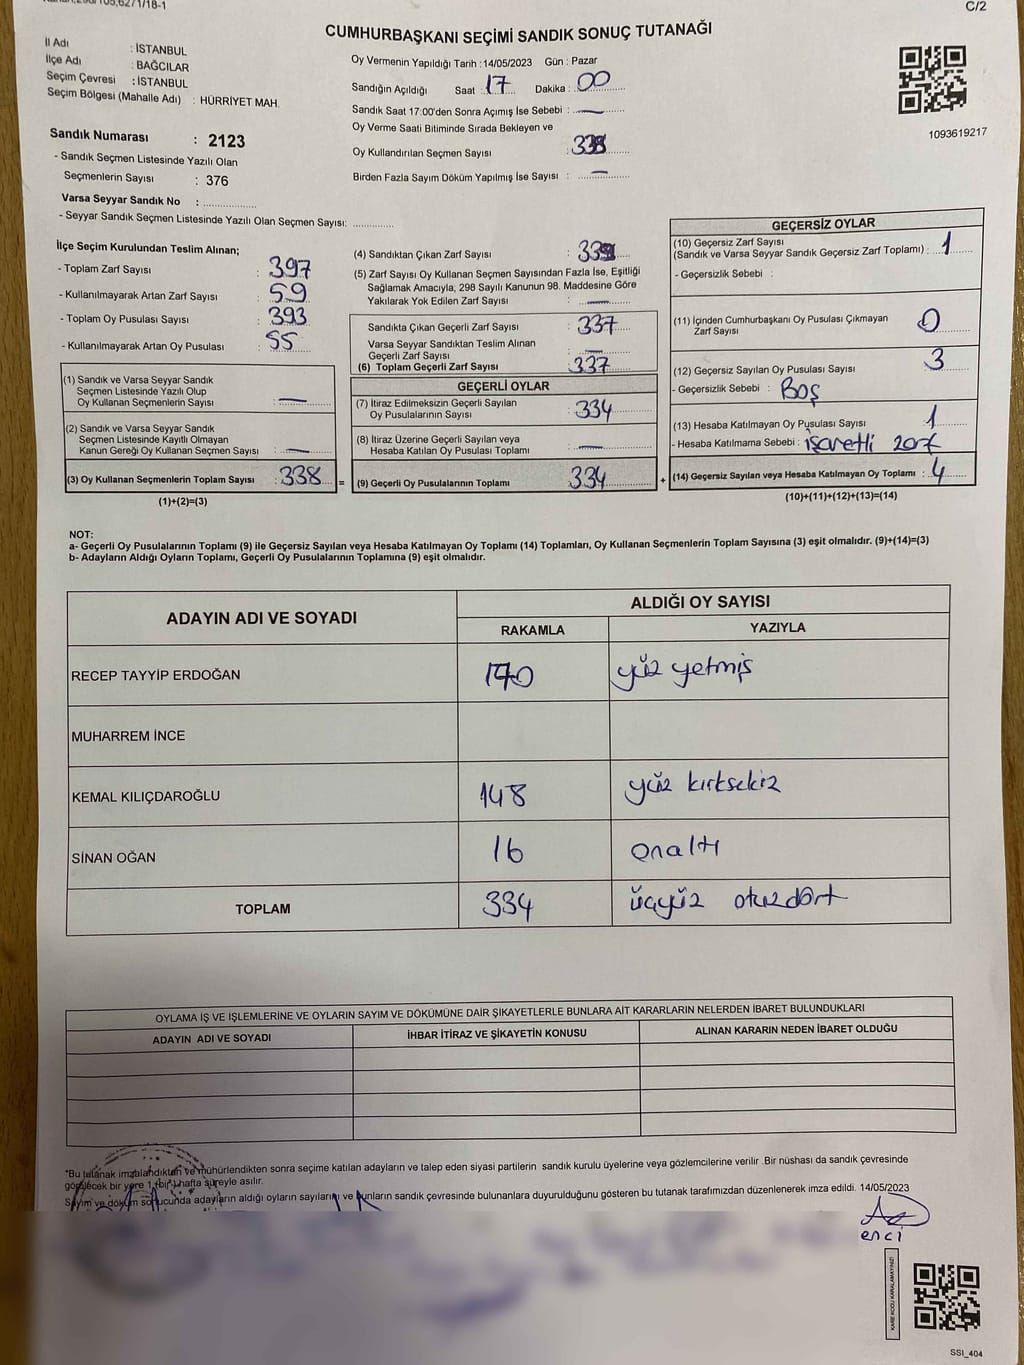 C/2
CUMHURBAŞKANI SEÇİMİ SANDIK SONUÇ TUTANAĞI
İl Adı : İSTANBUL
İlçe Adı : BAĞCILAR
Seçim Çevresi : İSTANBUL
Seçim Bölgesi (Mahalle Adı) : HÜRRİYET MAH.
Sandık Numarası : 2123
- Sandık Seçmen Listesinde Yazılı Olan
Seçmenlerin Sayısı : 376
Varsa Seyyar Sandık No :
- Seyyar Sandık Seçmen Listesinde Yazılı Olan Seçmen Sayısı:
Oy Vermenin Yapıldığı Tarih : 14/05/2023 Gün : Pazar
Sandığın Açıldığı Saat : 17 Dakika : 00
Sandık Saat 17:00'den Sonra Açımış İse Sebebi : —
Oy Verme Saati Bitiminde Sırada Bekleyen ve
Oy Kullandırılan Seçmen Sayısı : 338
Birden Fazla Sayım Döküm Yapılmış İse Sayısı : —
1093619217
İlçe Seçim Kurulundan Teslim Alınan;
- Toplam Zarf Sayısı : 397
- Kullanılmayarak Artan Zarf Sayısı : 59
- Toplam Oy Pusulası Sayısı : 393
- Kullanılmayarak Artan Oy Pusulası : 55
(1) Sandık ve Varsa Seyyar Sandık
Seçmen Listesinde Yazılı Olup
Oy Kullanan Seçmenlerin Sayısı : —
(2) Sandık ve Varsa Seyyar Sandık
Seçmen Listesinde Kayıtlı Olmayan
Kanun Gereği Oy Kullanan Seçmen Sayısı : —
(3) Oy Kullanan Seçmenlerin Toplam Sayısı : 338 =
(1)+(2)=(3)
(4) Sandıktan Çıkan Zarf Sayısı :
(5) Zarf Sayısı Oy Kullanan Seçmen Sayısından Fazla İse, Eşitliği
Sağlamak Amacıyla; 298 Sayılı Kanunun 98. Maddesine Göre
Yakılarak Yok Edilen Zarf Sayısı : —
Sandıkta Çıkan Geçerli Zarf Sayısı : 337
Varsa Seyyar Sandıktan Teslim Alınan
Geçerli Zarf Sayısı : —
(6) Toplam Geçerli Zarf Sayısı : 337
GEÇERLİ OYLAR
(7) İtiraz Edilmeksizin Geçerli Sayılan
Oy Pusulalarının Sayısı : 334
(8) İtiraz Üzerine Geçerli Sayılan veya
Hesaba Katılan Oy Pusulası Toplamı : —
(9) Geçerli Oy Pusulalarının Toplamı : 334 +
GEÇERSİZ OYLAR
(10) Geçersiz Zarf Sayısı
(Sandık ve Varsa Seyyar Sandık Geçersiz Zarf Toplamı) : 1
- Geçersizlik Sebebi :
(11) İçinden Cumhurbaşkanı Oy Pusulası Çıkmayan
Zarf Sayısı : 0
(12) Geçersiz Sayılan Oy Pusulası Sayısı : 3
- Geçersizlik Sebebi : Boş
(13) Hesaba Katılmayan Oy Pusulası Sayısı : 1
- Hesaba Katılmama Sebebi : işaretli zarf
(14) Geçersiz Sayılan veya Hesaba Katılmayan Oy Toplamı : 4
(10)+(11)+(12)+(13)=(14)
NOT:
a- Geçerli Oy Pusulalarının Toplamı (9) ile Geçersiz Sayılan veya Hesaba Katılmayan Oy Toplamı (14) Toplamları, Oy Kullanan Seçmenlerin Toplam Sayısına (3) eşit olmalıdır. (9)+(14)=(3)
b- Adayların Aldığı Oyların Toplamı, Geçerli Oy Pusulalarının Toplamına (9) eşit olmalıdır.
ADAYIN ADI VE SOYADI ALDIĞI OY SAYISI
RAKAMLA YAZIYLA
RECEP TAYYİP ERDOĞAN 170 yüz yetmiş
MUHARREM İNCE
KEMAL KILIÇDAROĞLU 148 yüz kırksekiz
SİNAN OĞAN 16 onaltı
TOPLAM 334 üçyüz otuzdört
OYLAMA İŞ VE İŞLEMLERİNE VE OYLARIN SAYIM VE DÖKÜMÜNE DAİR ŞİKAYETLERLE BUNLARA AİT KARARLARIN NELERDEN İBARET BULUNDUKLARI
ADAYIN ADI VE SOYADI İHBAR İTİRAZ VE ŞİKAYETİN KONUSU ALINAN KARARIN NEDEN İBARET OLDUĞU
*Bu tutanak imzalandıktan ve mühürlendikten sonra seçime katılan adayların ve talep eden siyasi partilerin sandık kurulu üyelerine veya gözlemcilerine verilir .Bir nüshası da sandık çevresinde
görülecek bir yere 1 (bir) hafta süreyle asılır.
Sayım ve döküm sonucunda adayların aldığı oyların sayılarını ve bunların sandık çevresinde bulunanlara duyurulduğunu gösteren bu tutanak tarafımızdan düzenlenerek imza edildi. 14/05/2023
enci
KARE KODU KARALAMAYINIZ!
SSI_404